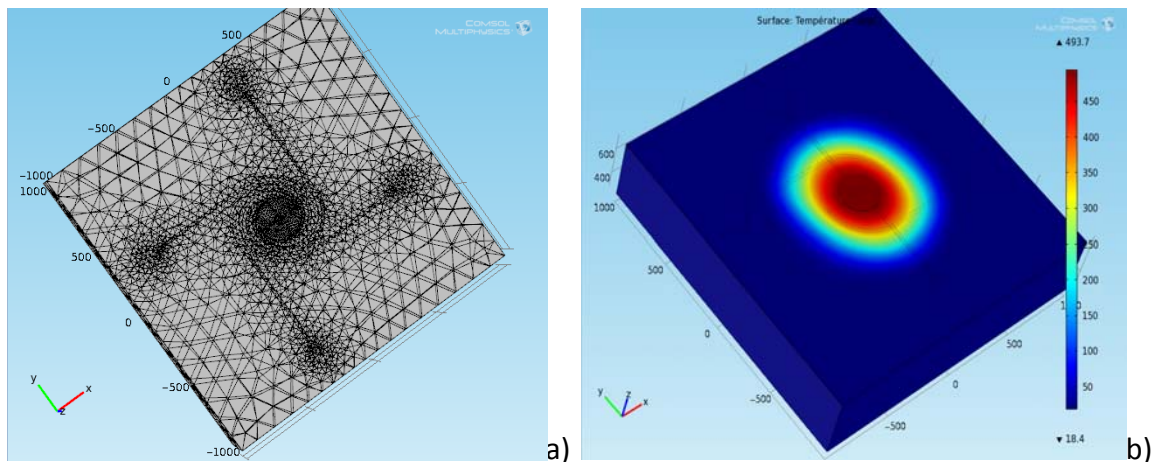 COMSOL
MULTIPHYSICS
500
0
−500
−1000
1000
500
0
−500
−1000
y
x
z
a)
Surface: Température
COMSOL
MULTIPHYSICS
▲ 493.7
450
400
350
300
250
200
150
100
50
▼ 18.4
600
400
1000
500
0
−500
500
0
−500
y
z
x
b)